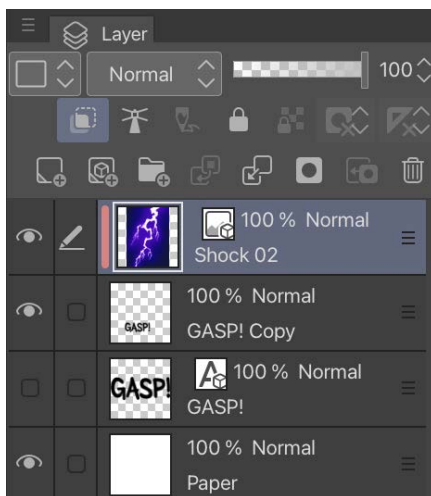 Layer
Normal 100
100 % Normal
Shock 02
100 % Normal
GASP!
GASP! Copy
A 100 % Normal
GASP!
GASP!
100 % Normal
Paper